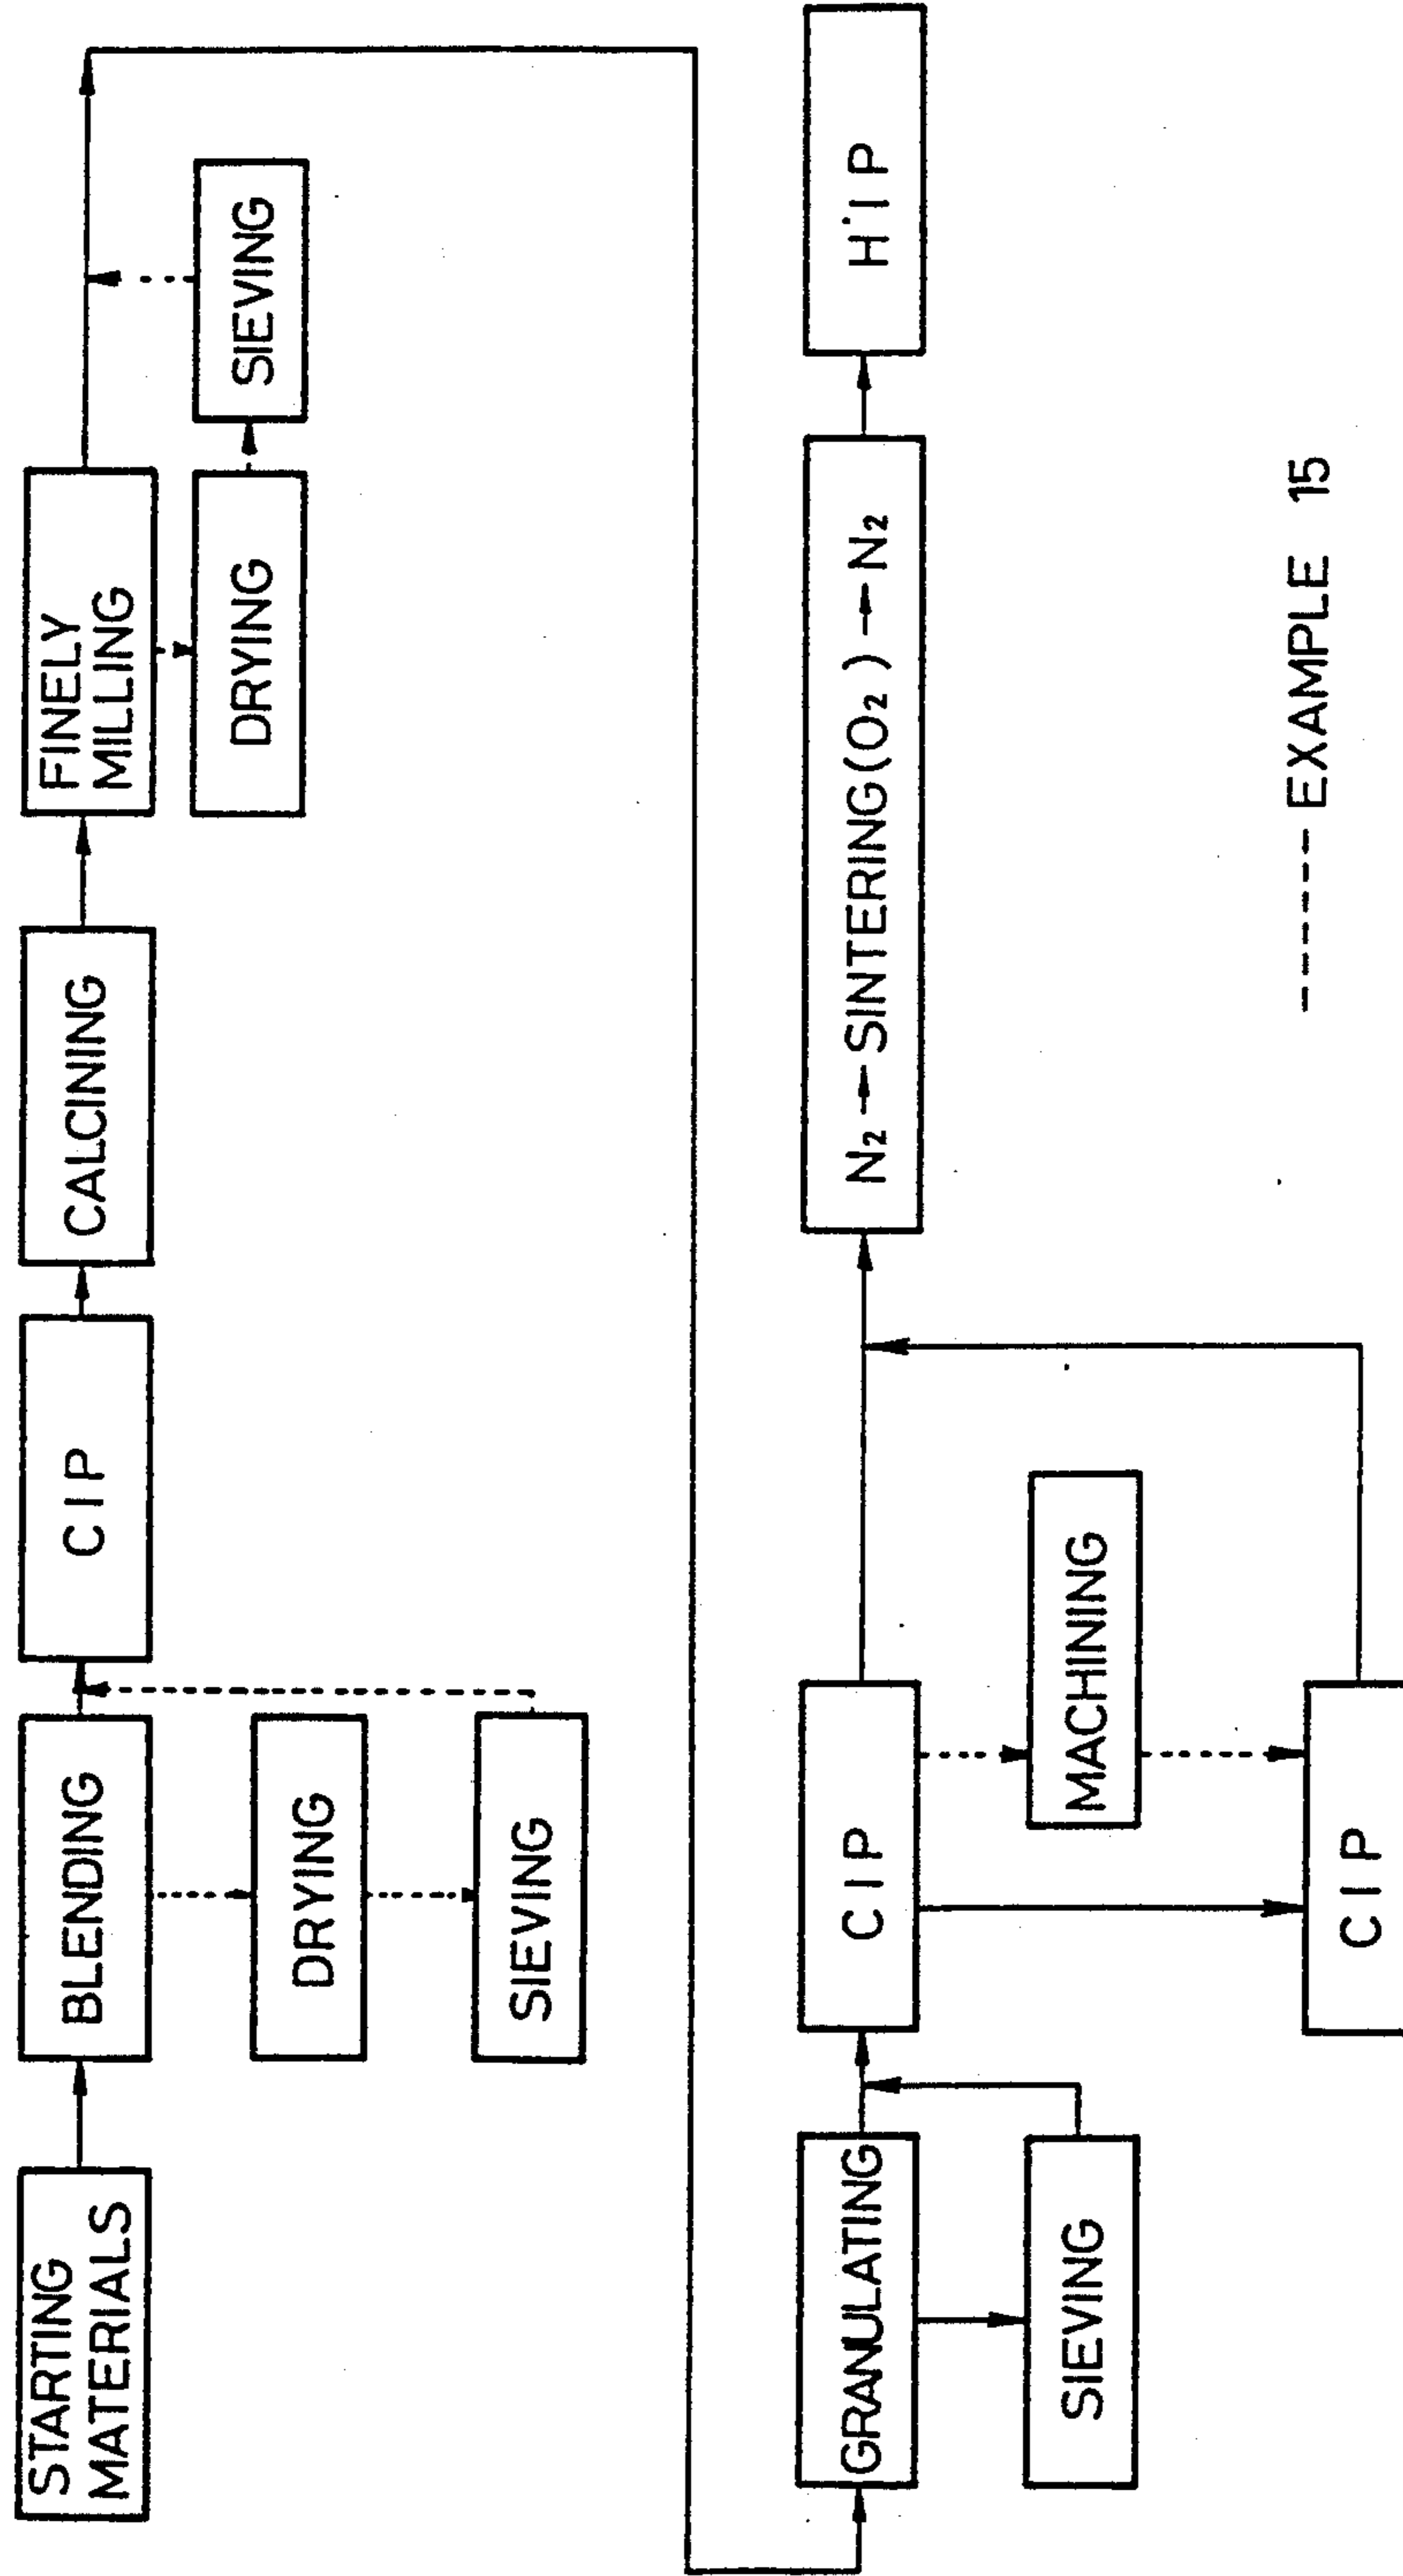 STARTING
MATERIALS
BLENDING
DRYING
SIEVING
CIP
CALCINING
FINELY
MILLING
DRYING
SIEVING
GRANULATING
SIEVING
CIP
MACHINING
CIP
N₂ → SINTERING(O₂) → N₂
HIP
----- EXAMPLE 15